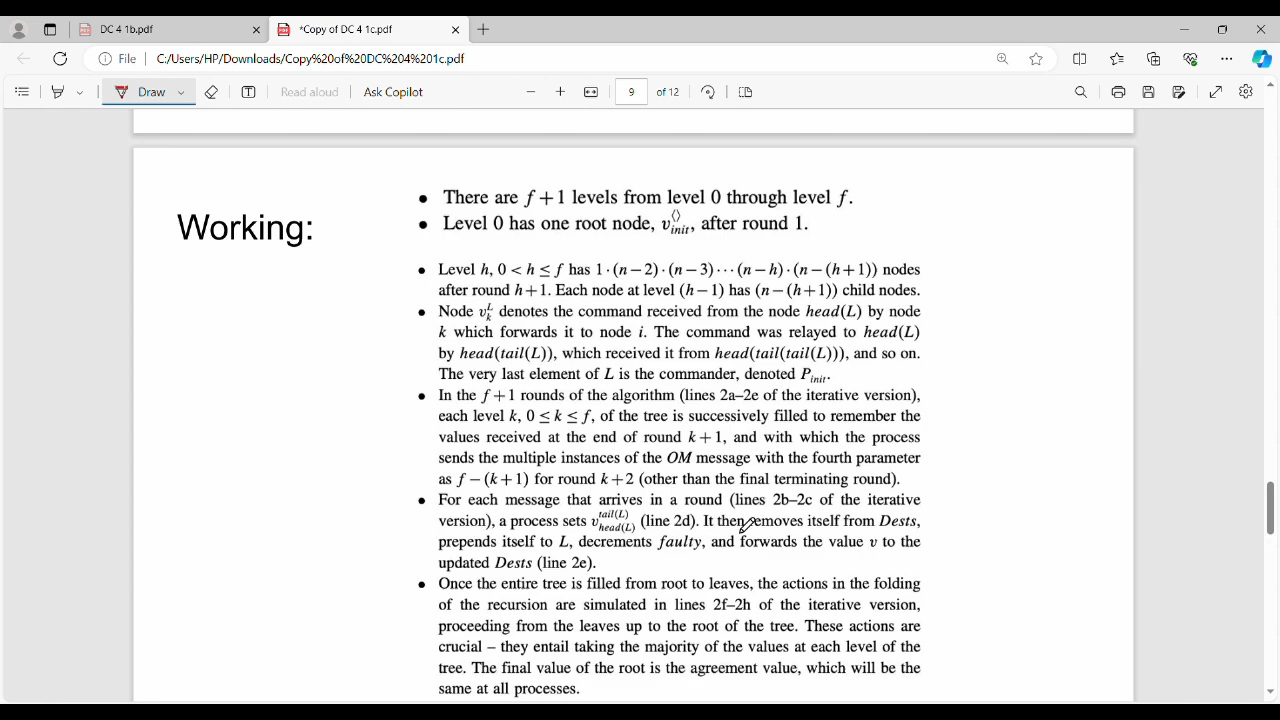 DC 4 1b.pdf
*Copy of DC 4 1c.pdf
File C:/Users/HP/Downloads/Copy%20of%20DC%204%201c.pdf
Draw
Read aloud
Ask Copilot
9 of 12
Working:
• There are f + 1 levels from level 0 through level f.
• Level 0 has one root node, v_{init}^{⟨⟩}, after round 1.
• Level h, 0 < h ≤ f has 1 · (n − 2) · (n − 3) ··· (n − h) · (n − (h + 1)) nodes
after round h + 1. Each node at level (h − 1) has (n − (h + 1)) child nodes.
• Node v_k^L denotes the command received from the node head(L) by node
k which forwards it to node i. The command was relayed to head(L)
by head(tail(L)), which received it from head(tail(tail(L))), and so on.
The very last element of L is the commander, denoted P_{init}.
• In the f + 1 rounds of the algorithm (lines 2a–2e of the iterative version),
each level k, 0 ≤ k ≤ f, of the tree is successively filled to remember the
values received at the end of round k + 1, and with which the process
sends the multiple instances of the OM message with the fourth parameter
as f − (k + 1) for round k + 2 (other than the final terminating round).
• For each message that arrives in a round (lines 2b–2c of the iterative
version), a process sets v_{head(L)}^{tail(L)} (line 2d). It then removes itself from Dests,
prepends itself to L, decrements faulty, and forwards the value v to the
updated Dests (line 2e).
• Once the entire tree is filled from root to leaves, the actions in the folding
of the recursion are simulated in lines 2f–2h of the iterative version,
proceeding from the leaves up to the root of the tree. These actions are
crucial – they entail taking the majority of the values at each level of the
tree. The final value of the root is the agreement value, which will be the
same at all processes.